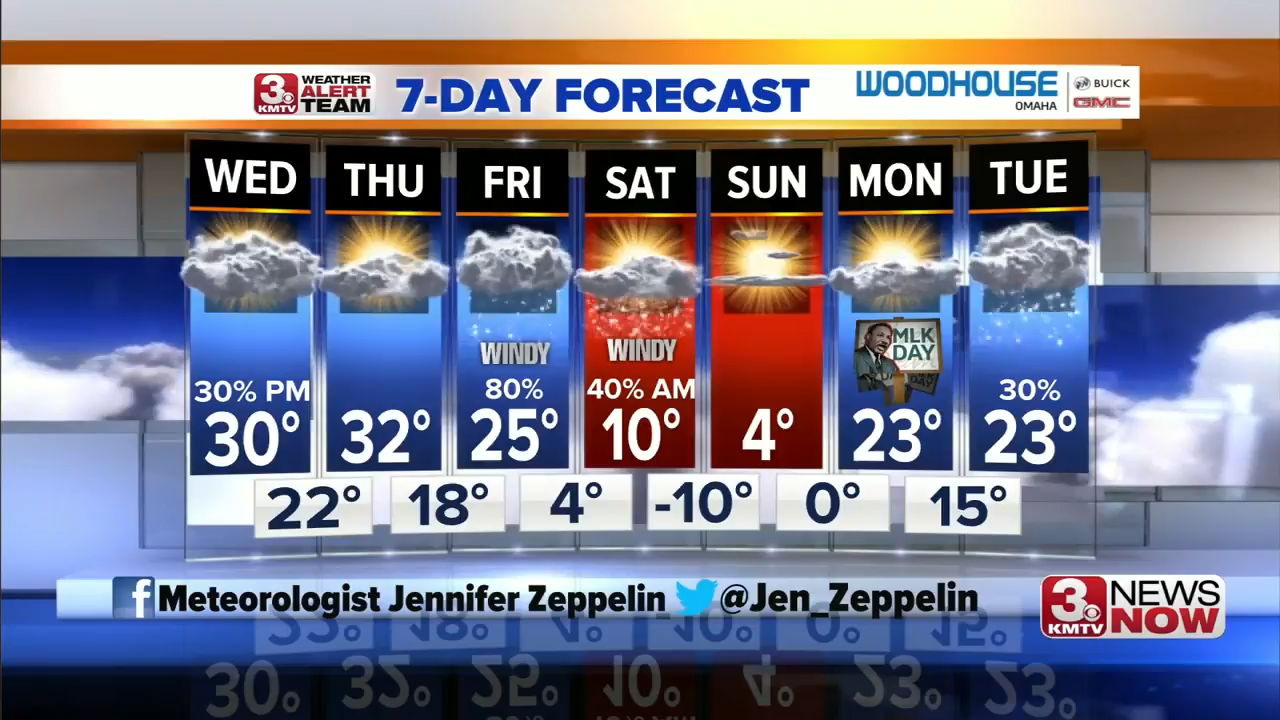 3 KMTV WEATHER ALERT TEAM
7-DAY FORECAST
WOODHOUSE OMAHA
BUICK
GMC
WED THU FRI SAT SUN MON TUE
MLK DAY
WINDY WINDY
30% PM 80% 40% AM 30%
30° 32° 25° 10° 4° 23° 23°
22° 18° 4° -10° 0° 15°
f Meteorologist Jennifer Zeppelin @Jen_Zeppelin
3 KMTV NEWS NOW